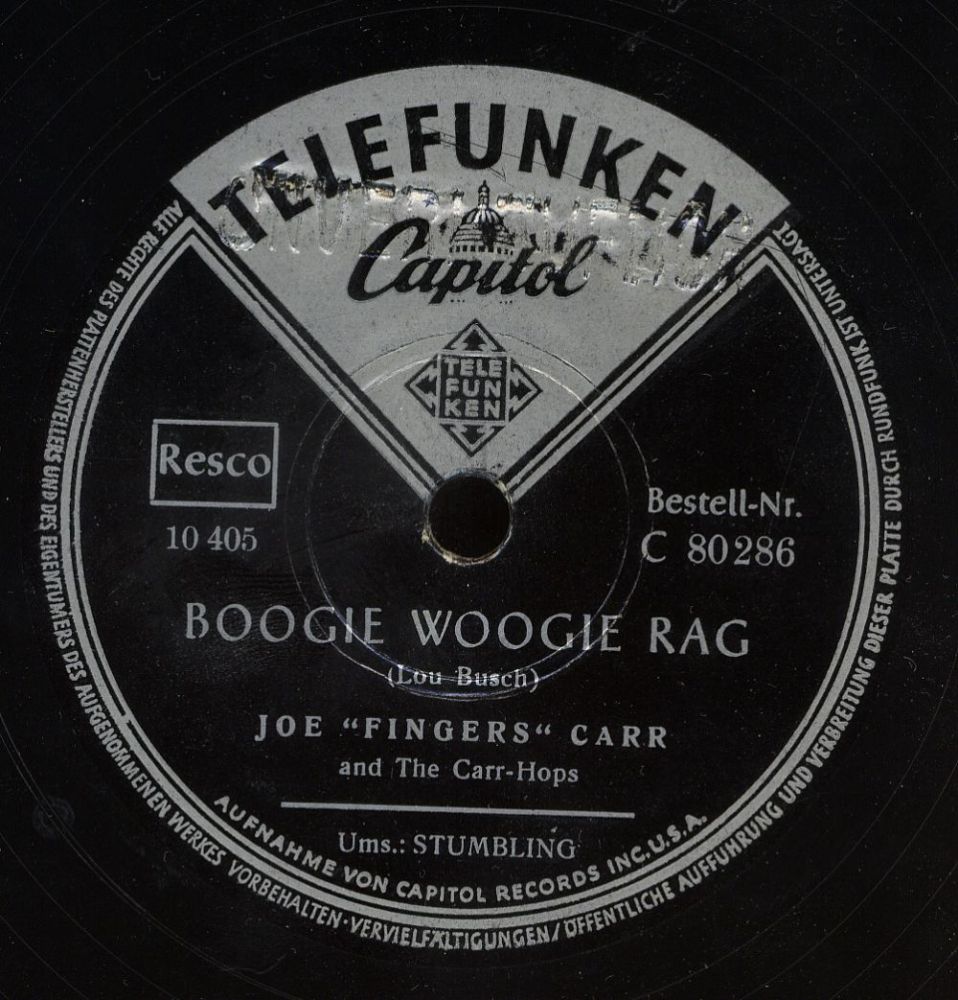 TELEFUNKEN
Capitol
TELE
FUN
KEN
Resco
10 405
Bestell-Nr.
C 80286
BOOGIE WOOGIE RAG
(Lou Busch)
JOE “FINGERS“ CARR
and The Carr-Hops
Ums.: STUMBLING
AUFNAHME VON CAPITOL RECORDS INC. U.S.A.
ALLE RECHTE DES PLATTENHERSTELLERS UND DES EIGENTUMERS DES AUFGENOMMENEN WERKES VORBEHALTEN · VERVIELFÄLTIGUNGEN / ÖFFENTLICHE AUFFUHRUNG UND VERBREITUNG DIESER PLATTE DURCH RUNDFUNK IST UNTERSAGT